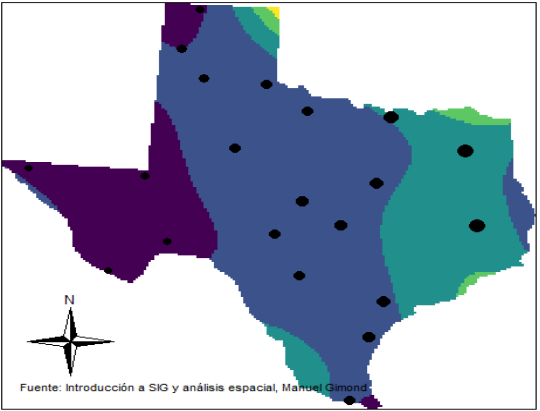 N
Fuente: Introducción a SIG y análisis espacial, Manuel Gimond